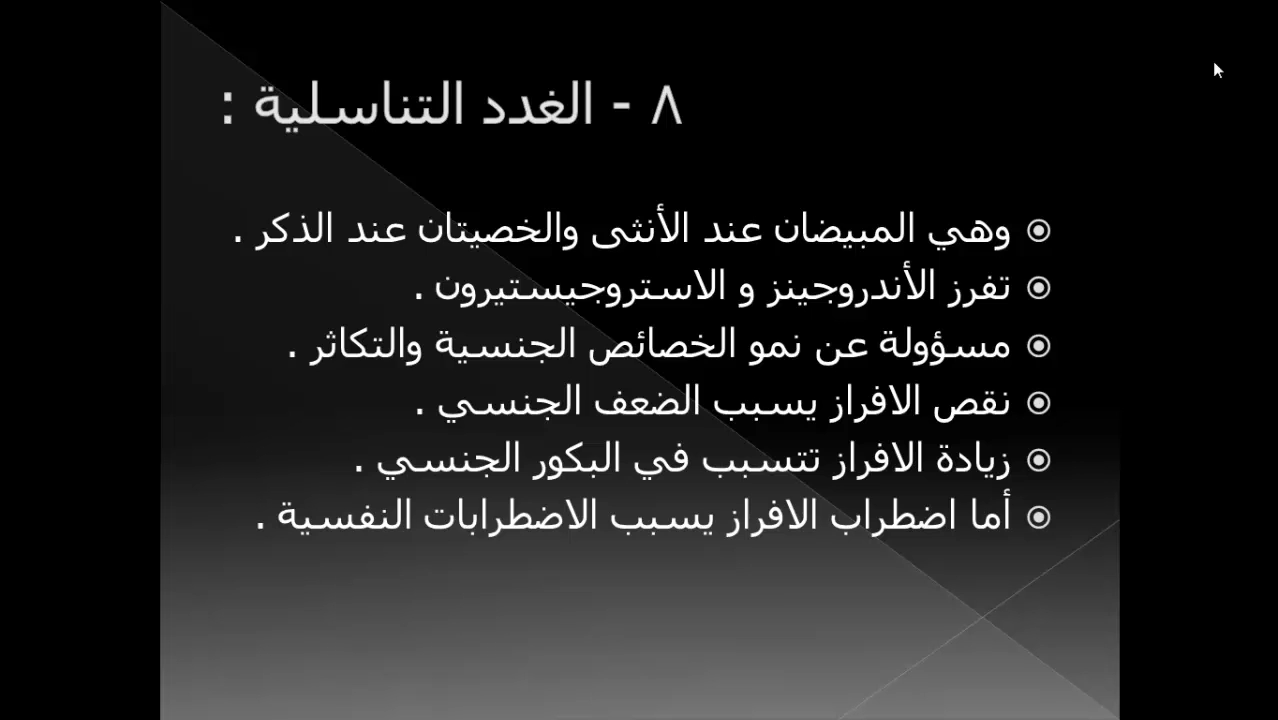 ٨ - الغدد التناسلية :
وهي المبيضان عند الأنثى والخصيتان عند الذكر .
تفرز الأندروجينز و الاستروجيستيرون .
مسؤولة عن نمو الخصائص الجنسية والتكاثر .
نقص الافراز يسبب الضعف الجنسي .
زيادة الافراز تتسبب في البكور الجنسي .
أما اضطراب الافراز يسبب الاضطرابات النفسية .